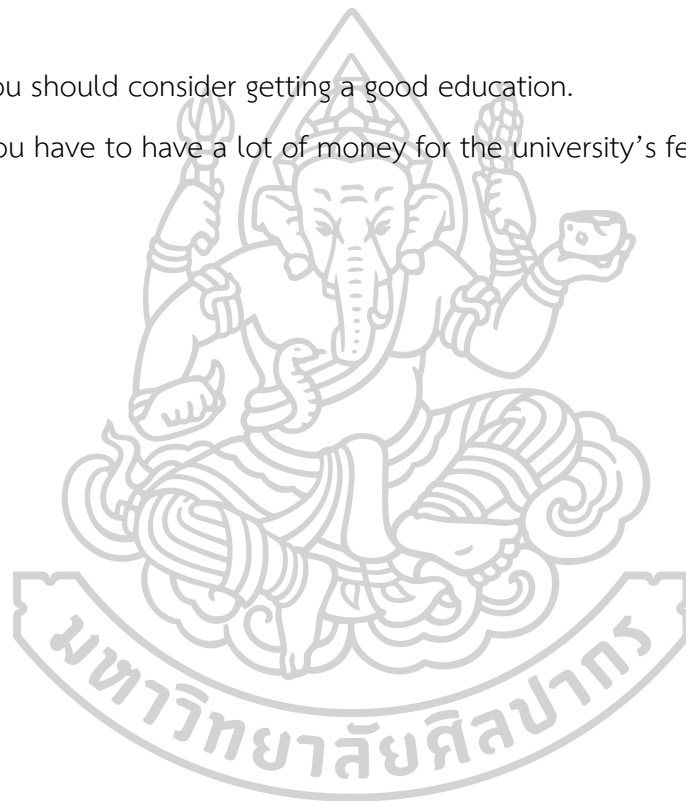 ou should consider getting a good education.
ou have to have a lot of money for the university’s fe
มหาวิทยาลัยศิลปากร